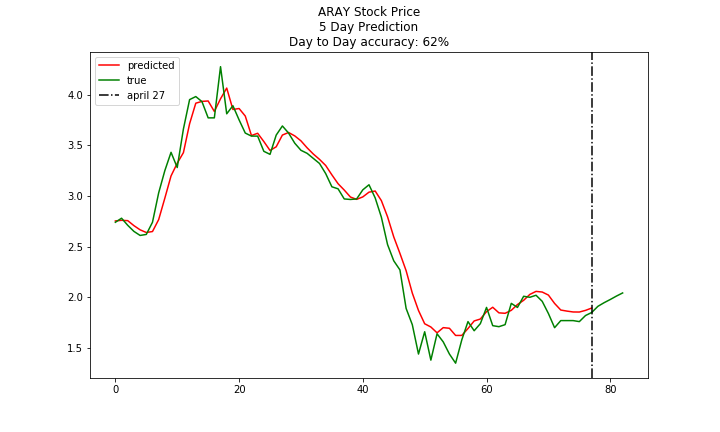 ARAY Stock Price
5 Day Prediction
Day to Day accuracy: 62%
predicted
true
april 27
4.0
3.5
3.0
2.5
2.0
1.5
0
20
40
60
80